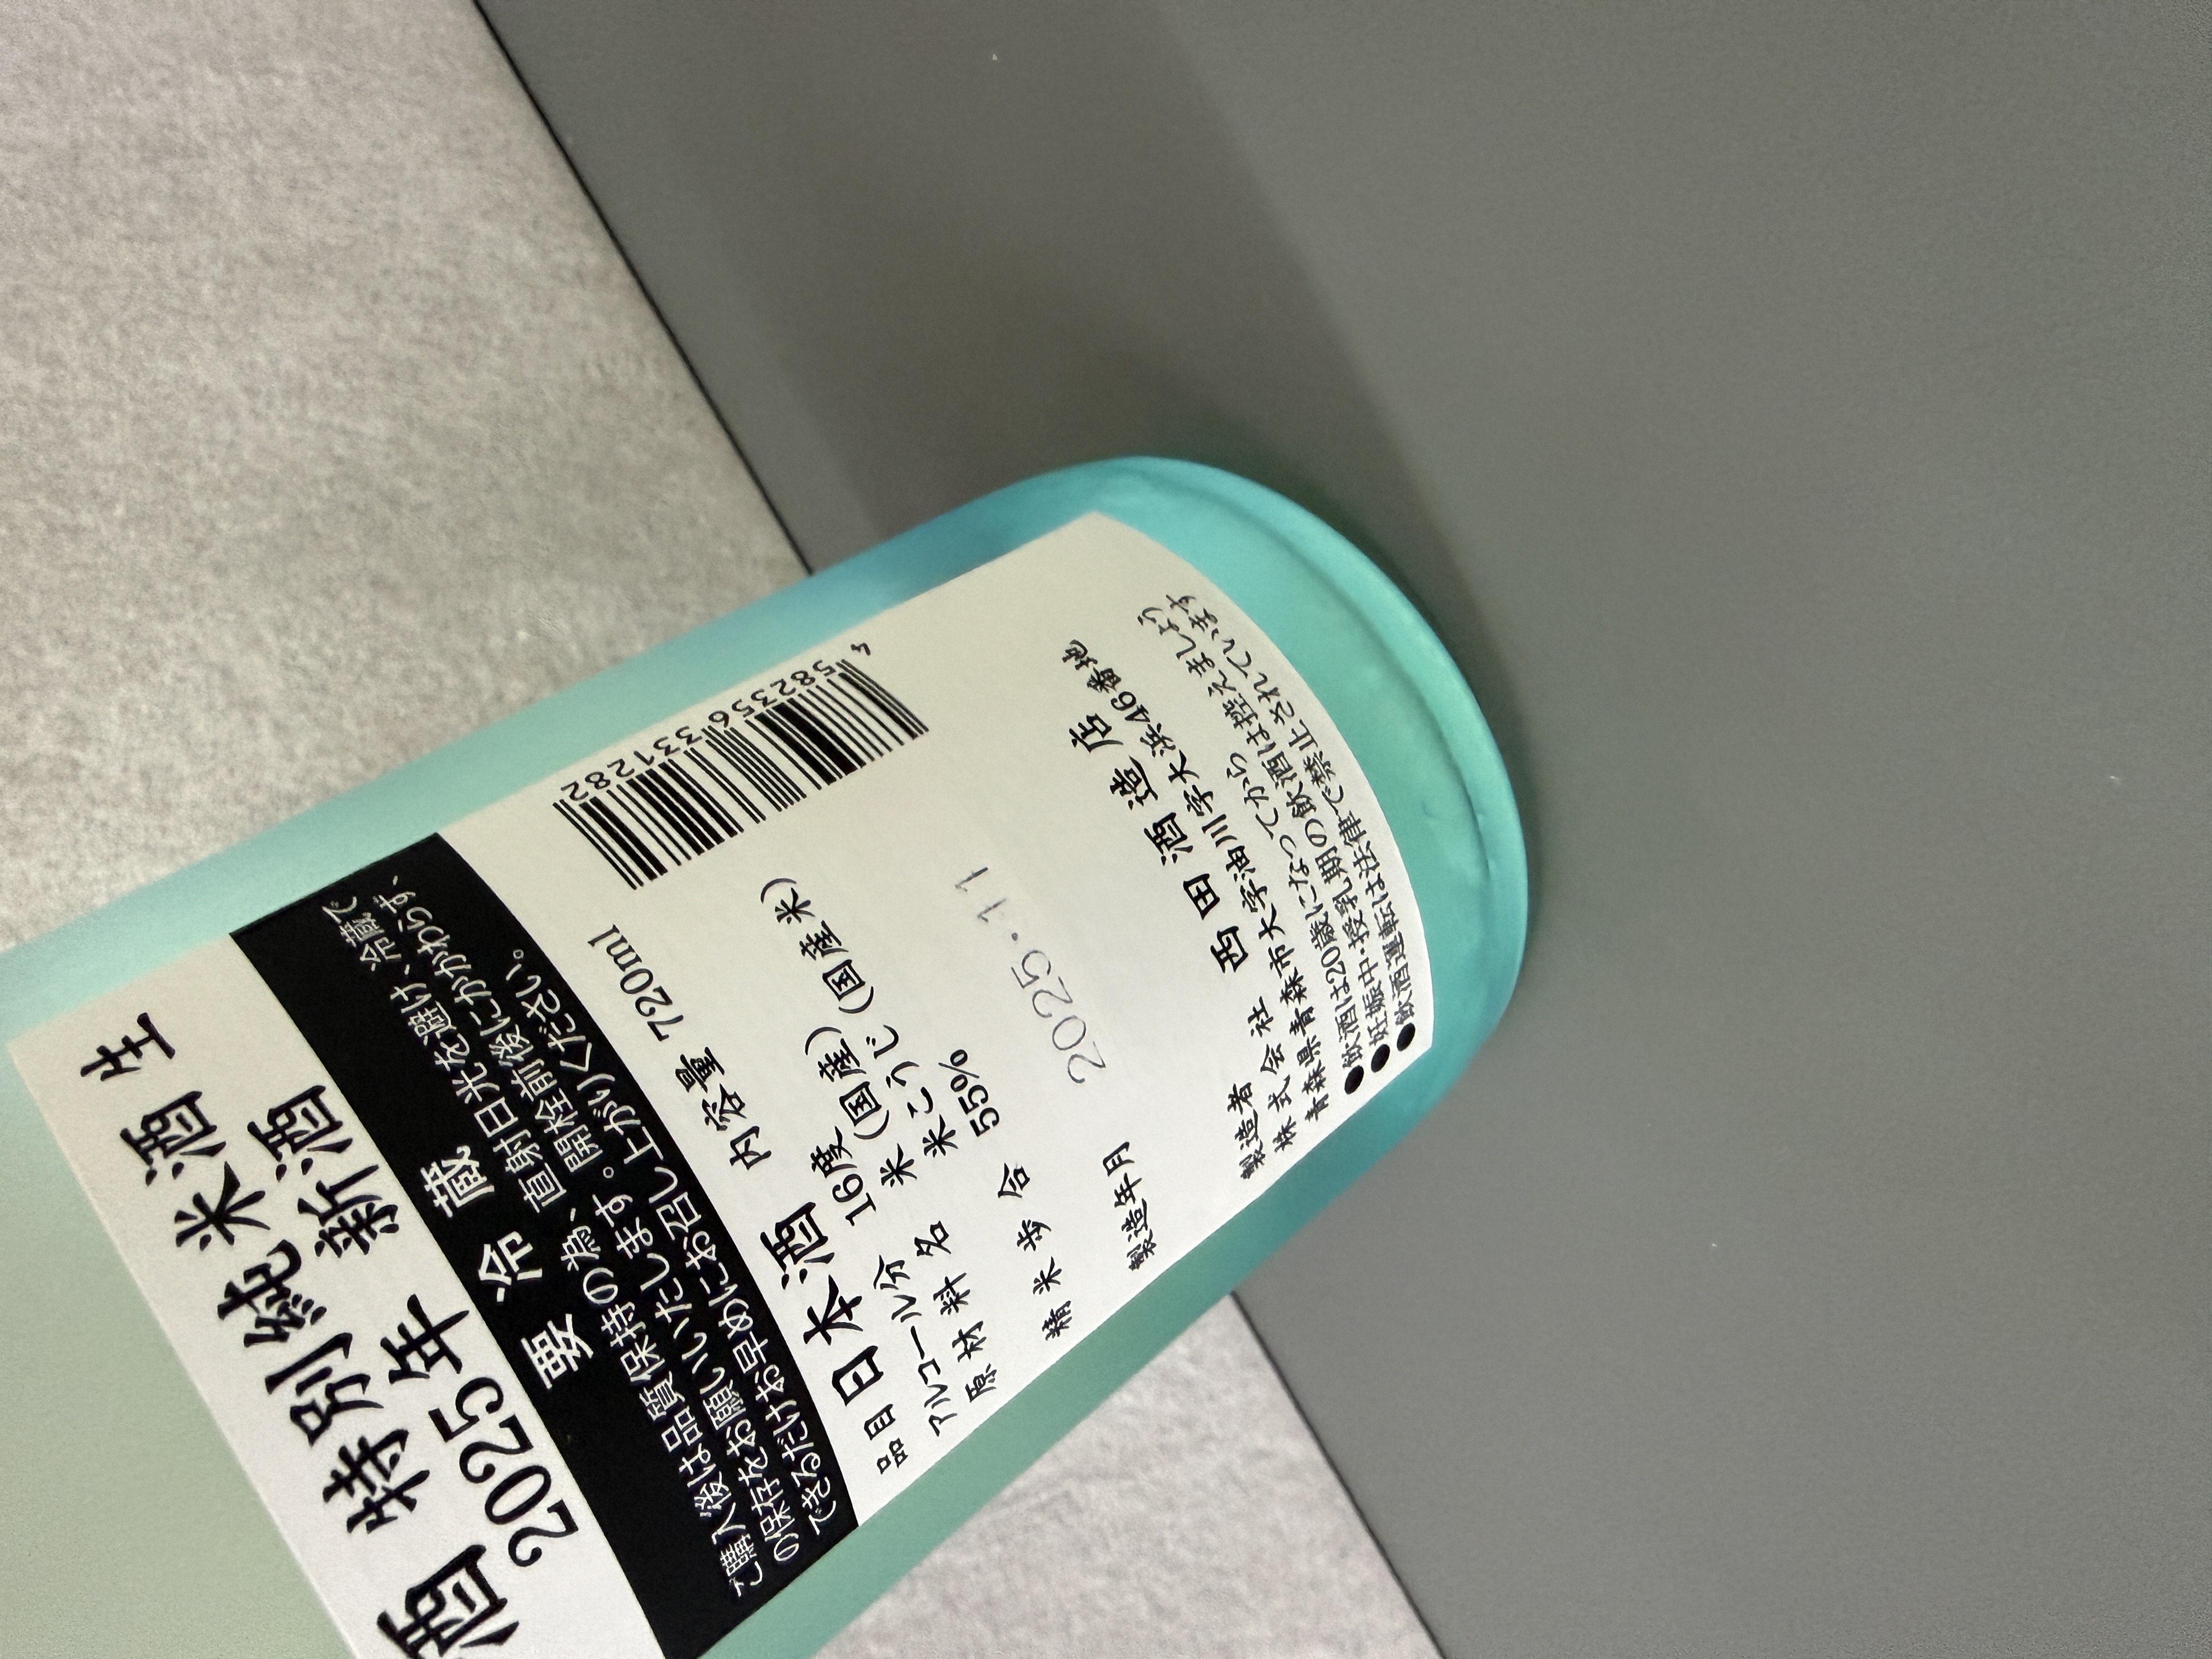 酒 特別純米酒 生
2025年 新酒
要冷蔵
ご購入後は品質保持の為、直射日光を避け、冷蔵で
の保存をお願いいたします。開栓前後にかかわらず、
できるだけお早めにお召し上がりください。
品目 日本酒 内容量 720ml
アルコール分 16度
原材料名 米(国産)
米こうじ(国産米)
精米歩合 55%
4 582356 331282
製造年月 2025.11
製造者
株式会社 西田酒造店
青森県青森市大字油川字大浜46番地
●飲酒は20歳になってから
●妊娠中・授乳期の飲酒は控えましょう
●飲酒運転は法律で禁止されています